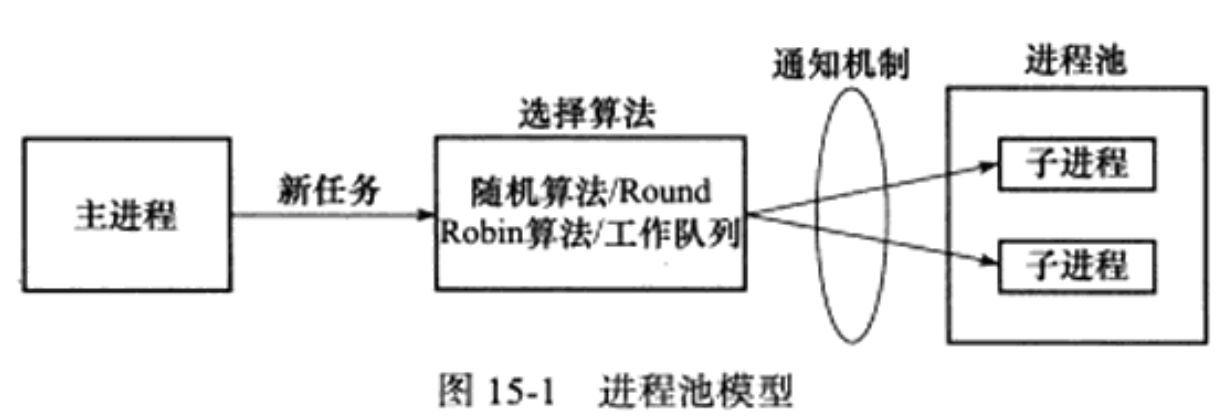 主进程
新任务
选择算法
随机算法/Round
Robin算法/工作队列
通知机制
进程池
子进程
子进程
图 15-1 进程池模型